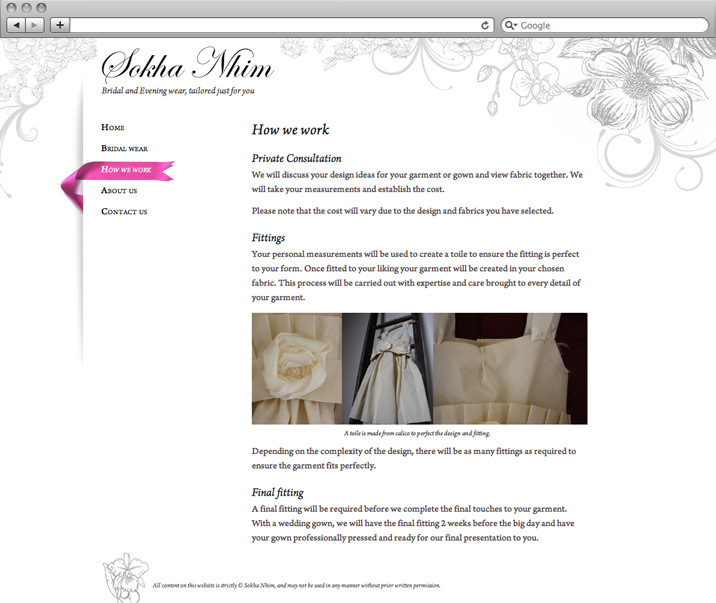 Google
Sokha Nhim
Bridal and Evening wear, tailored just for you
Home
Bridal wear
How we work
About us
Contact us
How we work
Private Consultation
We will discuss your design ideas for your garment or gown and view fabric together. We
will take your measurements and establish the cost.
Please note that the cost will vary due to the design and fabrics you have selected.
Fittings
Your personal measurements will be used to create a toile to ensure the fitting is perfect
to your form. Once fitted to your liking your garment will be created in your chosen
fabric. This process will be carried out with expertise and care brought to every detail of
your garment.
A toile is made from calico to perfect the design and fitting.
Depending on the complexity of the design, there will be as many fittings as required to
ensure the garment fits perfectly.
Final fitting
A final fitting will be required before we complete the final touches to your garment.
With a wedding gown, we will have the final fitting 2 weeks before the big day and have
your gown professionally pressed and ready for our final presentation to you.
All content on this website is strictly © Sokha Nhim, and may not be used in any manner without prior written permission.